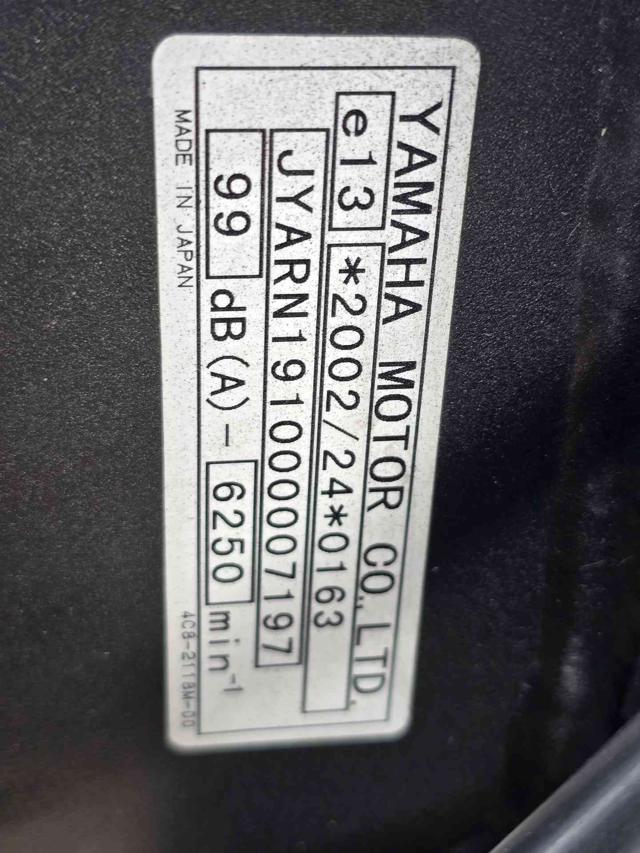 YAMAHA MOTOR CO., LTD.
e13 *2002/24*0163
JYARN191000007197
99 dB(A) - 6250 min⁻¹
MADE IN JAPAN 4C8-2118M-00